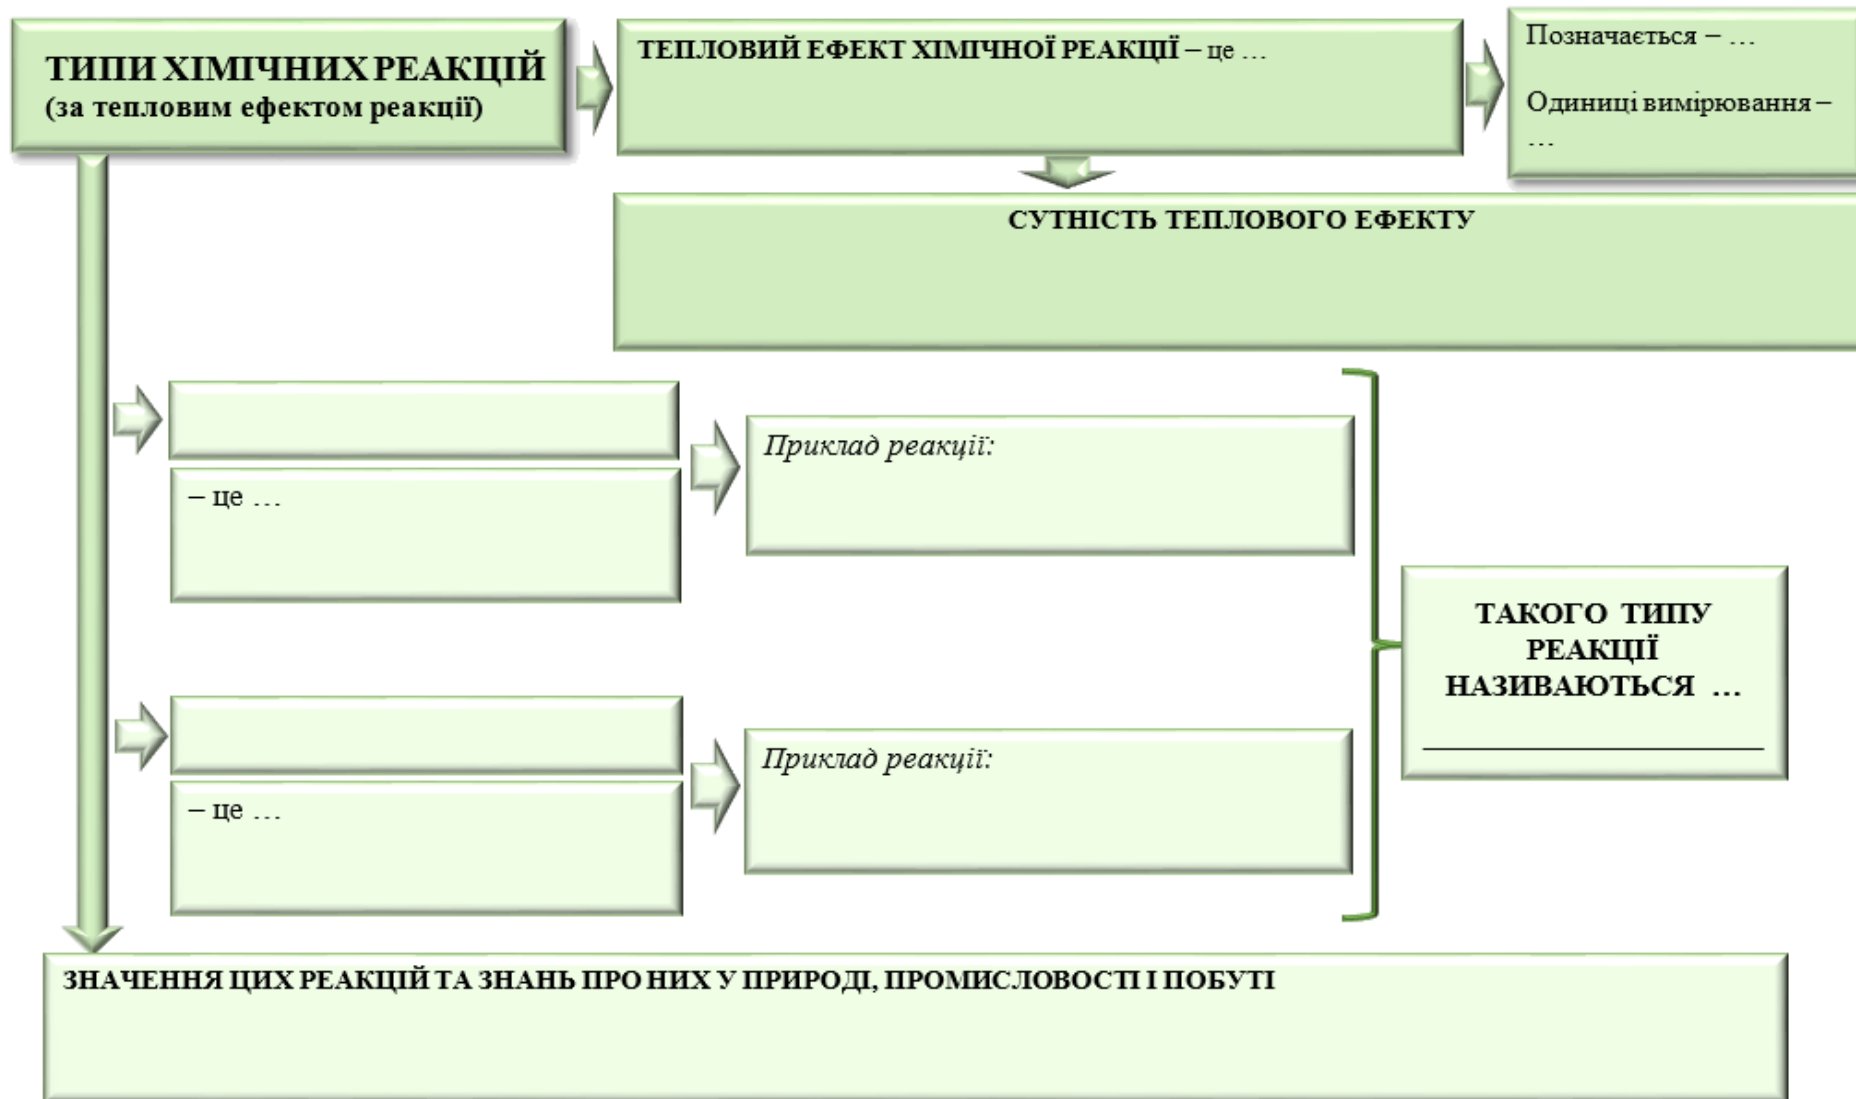 ТИПИ ХІМІЧНИХ РЕАКЦІЙ
(за тепловим ефектом реакції)
ТЕПЛОВИЙ ЕФЕКТ ХІМІЧНОЇ РЕАКЦІЇ – це …
Позначається – …
Одиниці вимірювання –
…
СУТНІСТЬ ТЕПЛОВОГО ЕФЕКТУ
– це …
Приклад реакції:
– це …
Приклад реакції:
ТАКОГО ТИПУ
РЕАКЦІЇ
НАЗИВАЮТЬСЯ …
ЗНАЧЕННЯ ЦИХ РЕАКЦІЙ ТА ЗНАНЬ ПРО НИХ У ПРИРОДІ, ПРОМИСЛОВОСТІ І ПОБУТІ